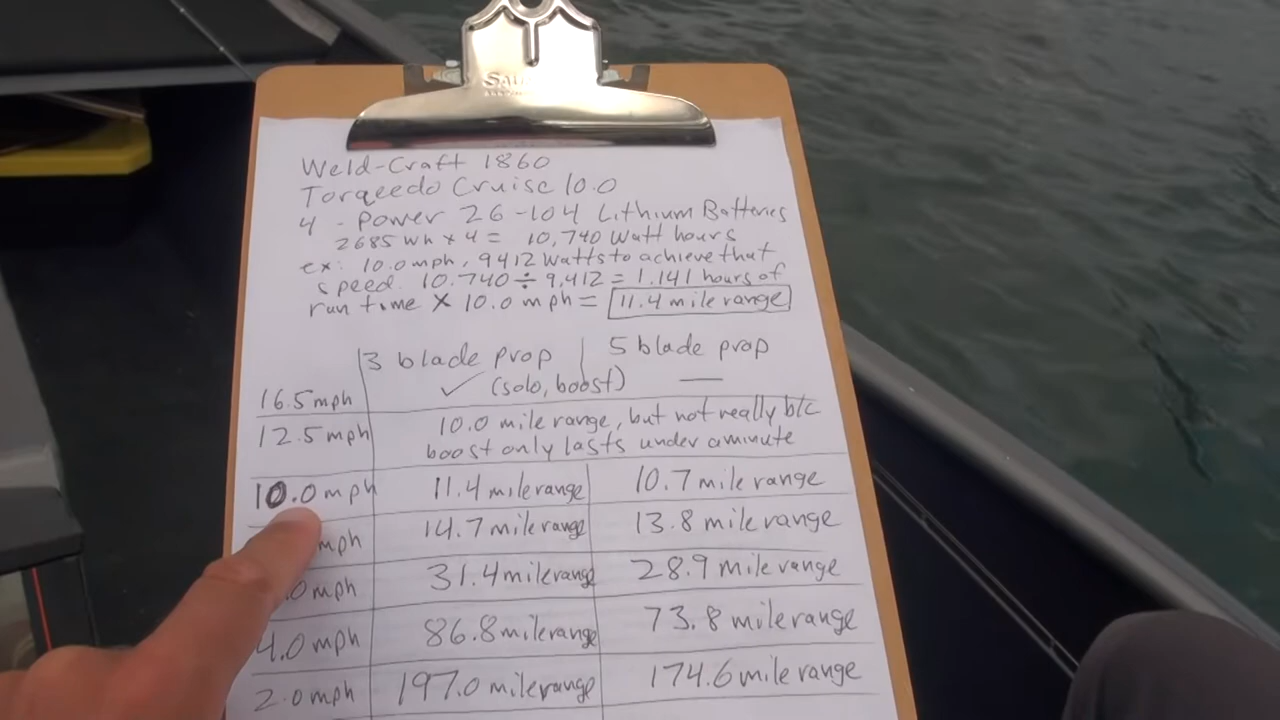 Weld-Craft 1860
Torqeedo Cruise 10.0
4 - Power 26-104 Lithium Batteries
2685 Wh x 4 = 10,740 Watt hours
ex: 10.0 mph, 9412 Watts to achieve that
speed. 10.740 ÷ 9,412 = 1.141 hours of
run time X 10.0 mph = 11.4 mile range
3 blade prop 5 blade prop
16.5mph ✓ (solo, boost) —
12.5mph 10.0 mile range, but not really b/c
boost only lasts under a minute
10.0 mph 11.4 mile range 10.7 mile range
mph 14.7 mile range 13.8 mile range
.0 mph 31.4 mile range 28.9 mile range
4.0 mph 86.8 mile range 73.8 mile range
2.0 mph 197.0 mile range 174.6 mile range